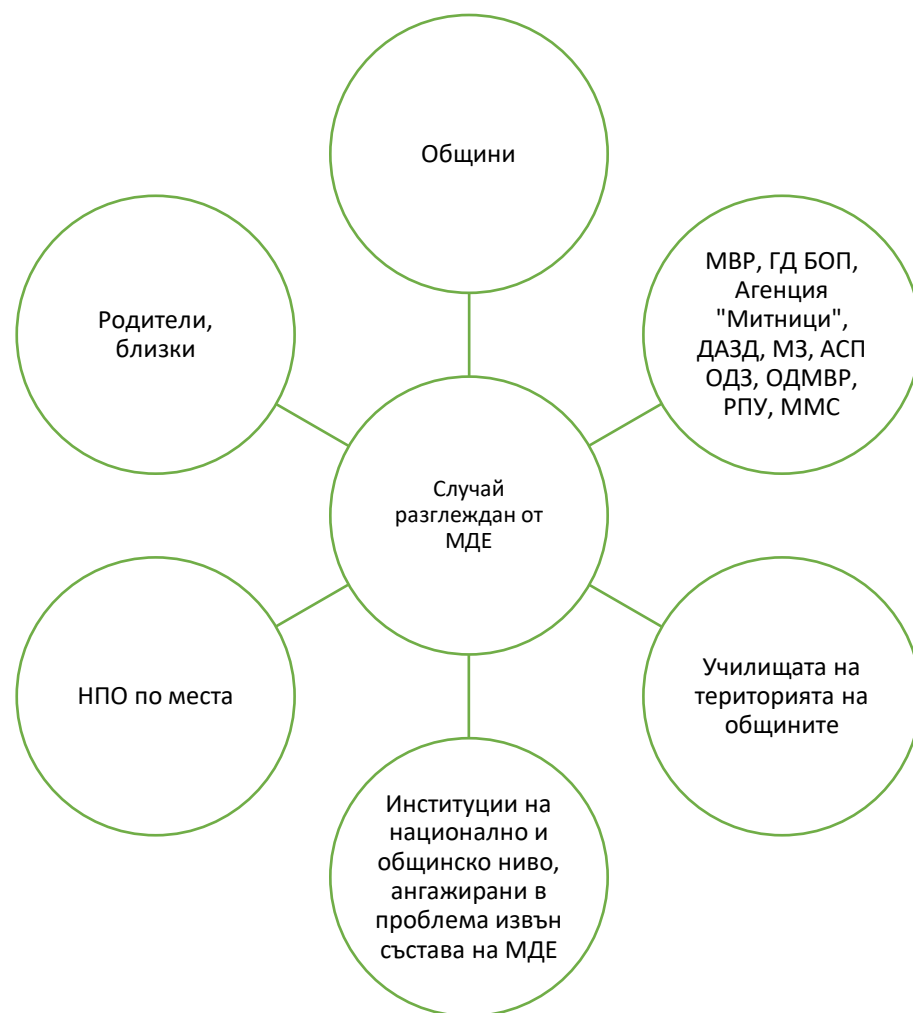 Общини
МВР, ГД БОП,
Агенция
"Митници",
ДАЗД, МЗ, АСП
ОДЗ, ОДМВР,
РПУ, ММС
Родители,
близки
Случай
разглеждан от
МДЕ
НПО по места
Училищата на
територията на
общините
Институции на
национално и
общинско ниво,
ангажирани в
проблема извън
състава на МДЕ